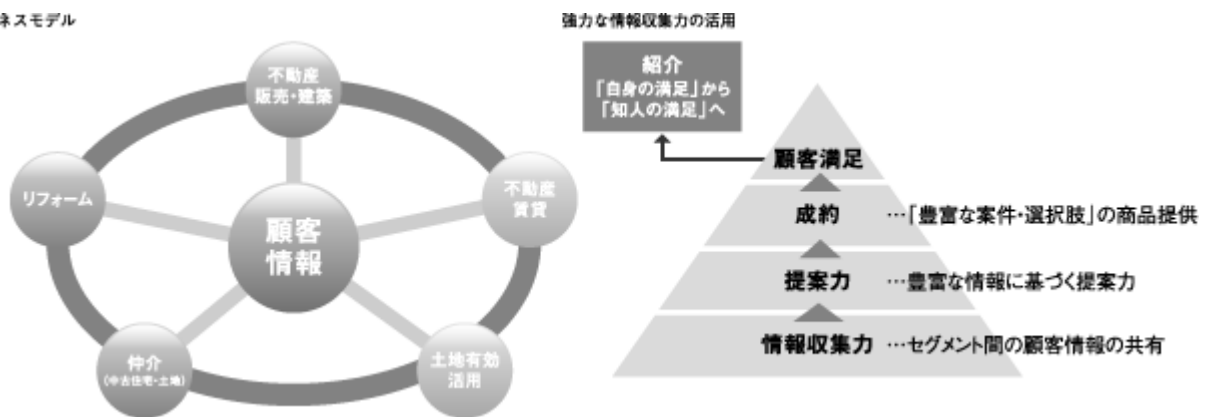 ネスモデル
不動産
販売・建築
リフォーム
不動産
賃貸
顧客
情報
仲介
(中古住宅・土地)
土地有効
活用
強力な情報収集力の活用
紹介
「自身の満足」から
「知人の満足」へ
顧客満足
成約 …「豊富な案件・選択肢」の商品提供
提案力 …豊富な情報に基づく提案力
情報収集力 …セグメント間の顧客情報の共有